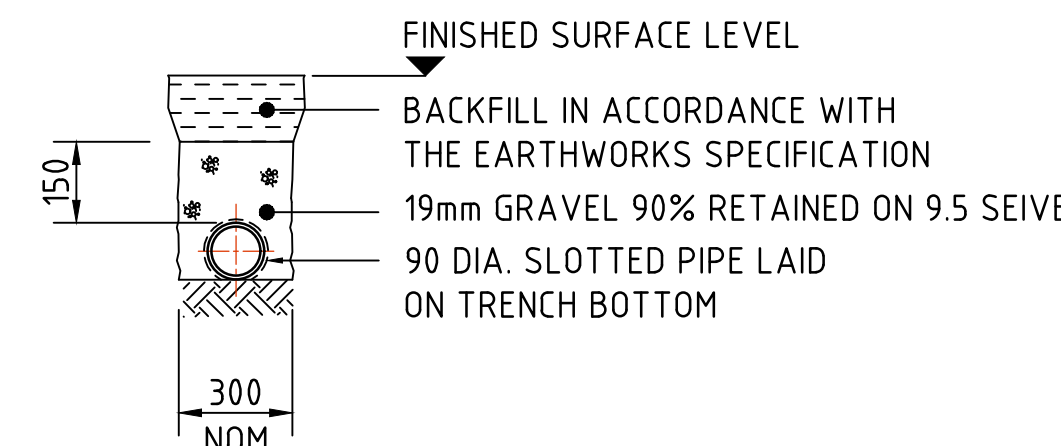 FINISHED SURFACE LEVEL
BACKFILL IN ACCORDANCE WITH
THE EARTHWORKS SPECIFICATION
150
19mm GRAVEL 90% RETAINED ON 9.5 SEIVE
90 DIA. SLOTTED PIPE LAID
ON TRENCH BOTTOM
300
NOM